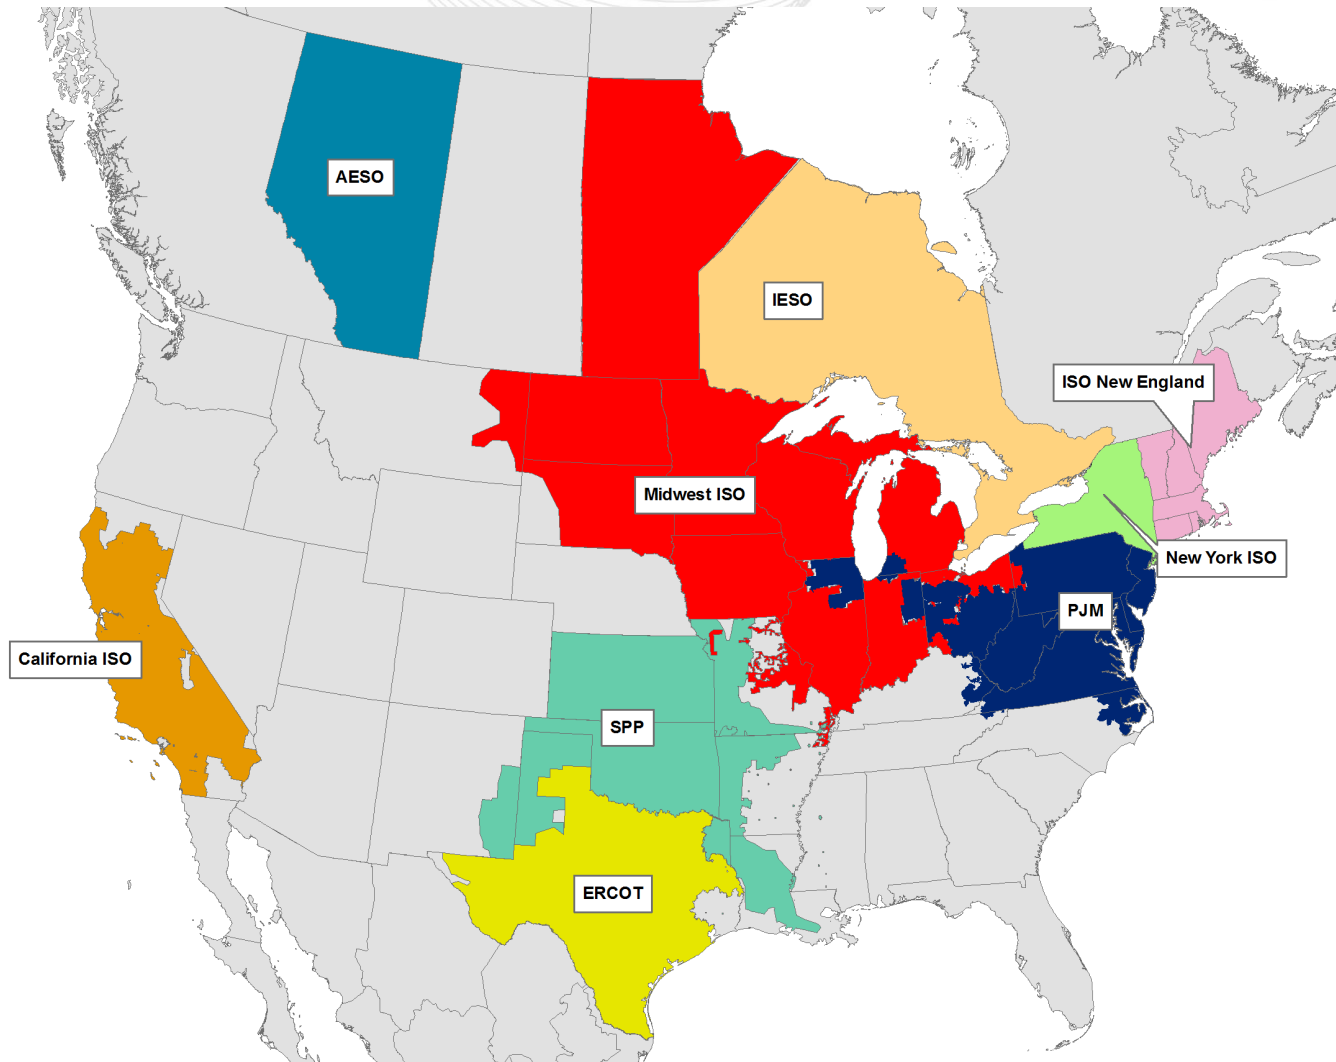 AESO
IESO
ISO New England
Midwest ISO
New York ISO
PJM
California ISO
SPP
ERCOT